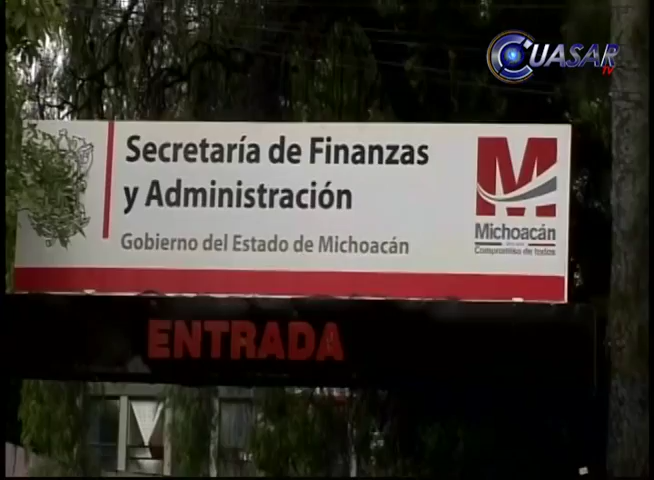 CUASAR
TV
Secretaría de Finanzas
y Administración
Gobierno del Estado de Michoacán
M
Michoacán
Compromiso de todos
ENTRADA